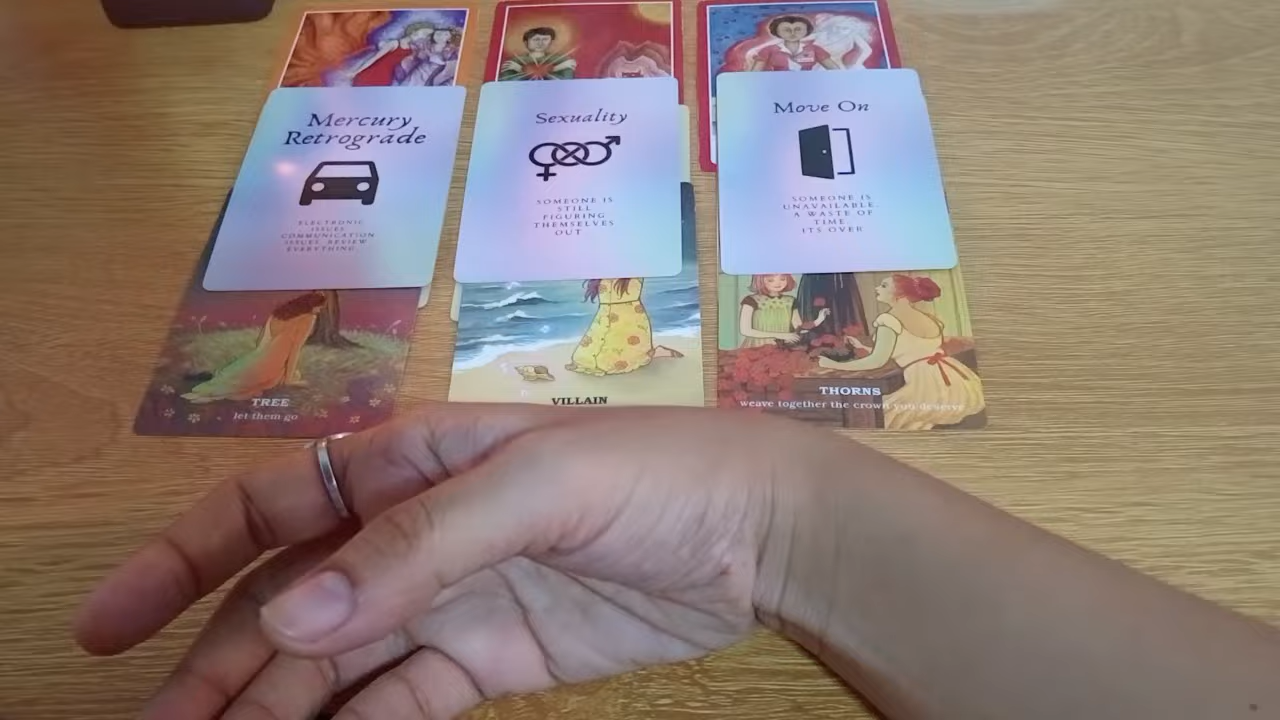 Mercury
Retrograde
ELECTRONIC
ISSUES
COMMUNICATION
ISSUES. REVIEW
EVERYTHING.
Sexuality
SOMEONE IS
STILL
FIGURING
THEMSELVES
OUT
Move On
SOMEONE IS
UNAVAILABLE.
A WASTE OF
TIME
ITS OVER
TREE
let them go
VILLAIN
THORNS
weave together the crown you deserve